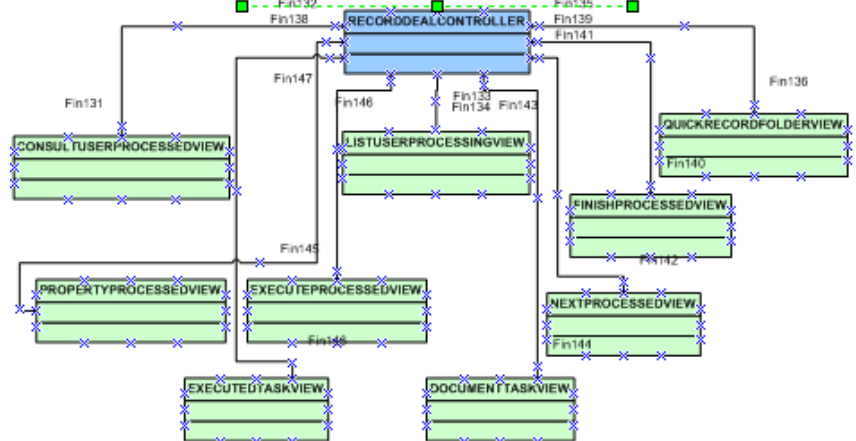 Fin132
Fin135
Fin138
RECORDDEALCONTROLLER
Fin139
Fin141
Fin147
Fin136
Fin131
Fin146
Fin133
Fin134
Fin143
QUICKRECORDFOLDERVIEW
CONSULTUSERPROCESSEDVIEW
LISTUSERPROCESSINGVIEW
Fin140
FINISHPROCESSEDVIEW
Fin145
Fin142
PROPERTYPROCESSEDVIEW
EXECUTEPROCESSEDVIEW
NEXTPROCESSEDVIEW
Fin144
EXECUTEDTASKVIEW
DOCUMENTTASKVIEW